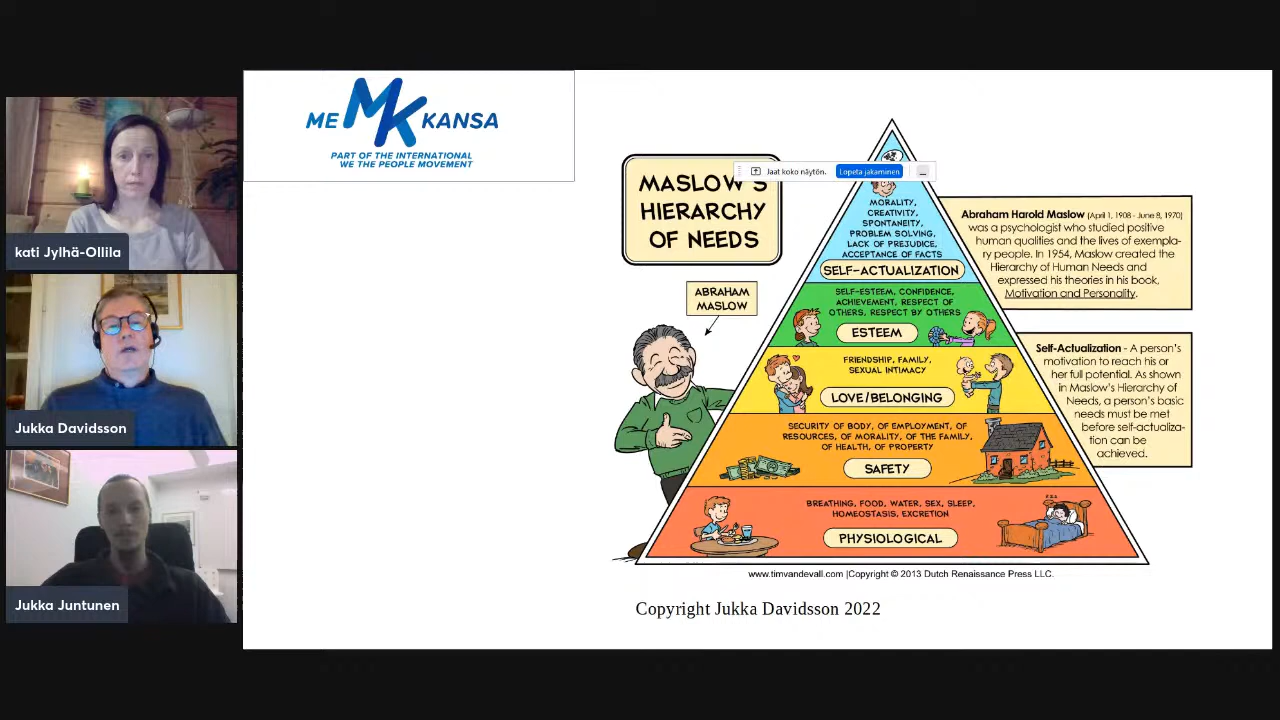 kati Jylhä-Ollila
Jukka Davidsson
Jukka Juntunen
ME MK KANSA
PART OF THE INTERNATIONAL
WE THE PEOPLE MOVEMENT
MASLOW'S
HIERARCHY
OF NEEDS
Jaat koko näytön.
Lopeta jakaminen
...
ABRAHAM
MASLOW
MORALITY,
CREATIVITY,
SPONTANEITY,
PROBLEM SOLVING,
LACK OF PREJUDICE,
ACCEPTANCE OF FACTS
SELF-ACTUALIZATION
SELF-ESTEEM, CONFIDENCE,
ACHIEVEMENT, RESPECT OF
OTHERS, RESPECT BY OTHERS
ESTEEM
FRIENDSHIP, FAMILY,
SEXUAL INTIMACY
LOVE/BELONGING
SECURITY OF BODY, OF EMPLOYMENT, OF
RESOURCES, OF MORALITY, OF THE FAMILY,
OF HEALTH, OF PROPERTY
SAFETY
BREATHING, FOOD, WATER, SEX, SLEEP,
HOMEOSTASIS, EXCRETION
PHYSIOLOGICAL
Z Z Z
Abraham Harold Maslow (April 1, 1908 - June 8, 1970)
was a psychologist who studied positive
human qualities and the lives of exempla-
ry people. In 1954, Maslow created the
Hierarchy of Human Needs and
expressed his theories in his book,
Motivation and Personality.
Self-Actualization - A person's
motivation to reach his or
her full potential. As shown
in Maslow's Hierarchy of
Needs, a person's basic
needs must be met
before self-actualiza-
tion can be
achieved.
www.timvandevall.com |Copyright © 2013 Dutch Renaissance Press LLC.
Copyright Jukka Davidsson 2022